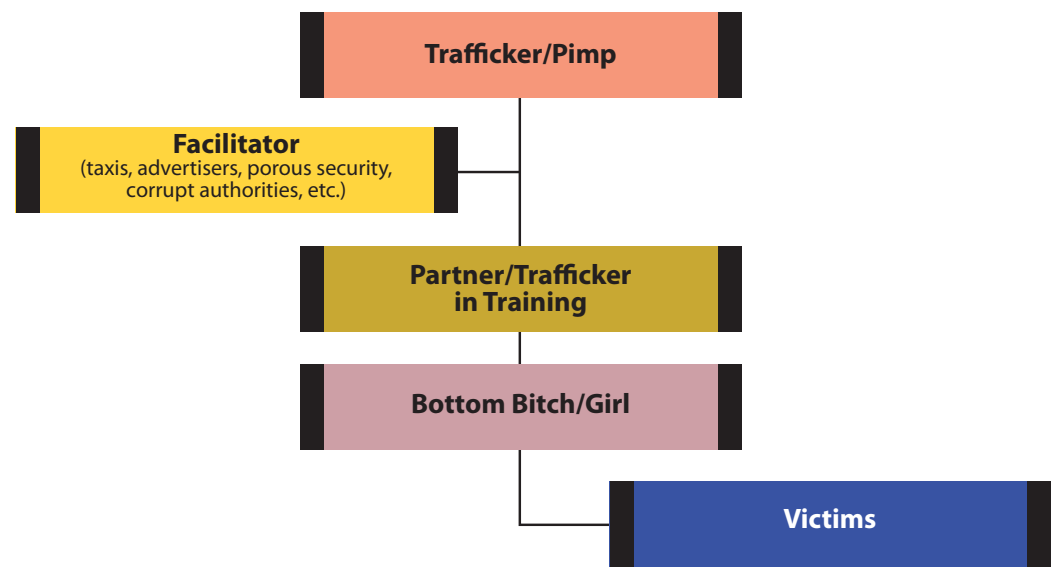 Trafficker/Pimp
Facilitator
(taxis, advertisers, porous security,
corrupt authorities, etc.)
Partner/Trafficker
in Training
Bottom Bitch/Girl
Victims